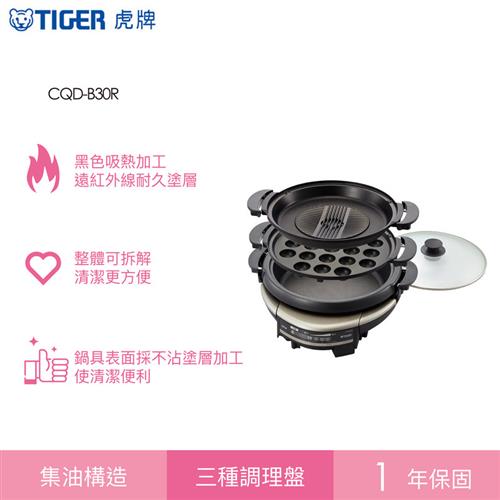 TIGER 虎牌
CQD-B30R
黑色吸熱加工
遠紅外線耐久塗層
整體可拆解
清潔更方便
鍋具表面採不沾塗層加工
使清潔便利
集油構造
三種調理盤
1 年保固